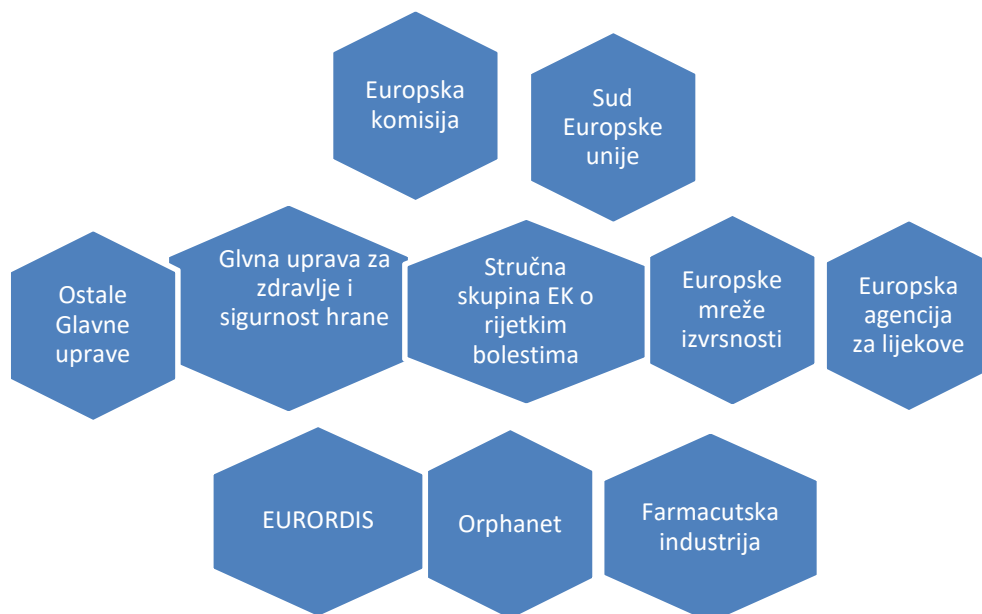 Europska
komisija
Sud
Europske
unije
Ostale
Glavne
uprave
Glvna uprava za
zdravlje i
sigurnost hrane
Stručna
skupina EK o
rijetkim
bolestima
Europske
mreže
izvrsnosti
Europska
agencija
za lijekove
EURORDIS
Orphanet
Farmacutska
industrija